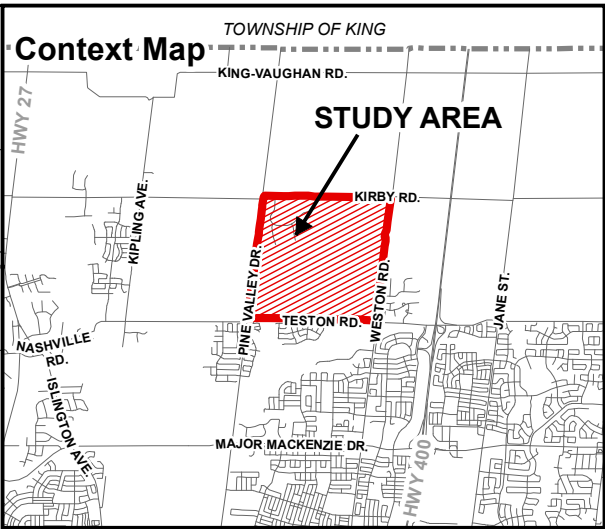 TOWNSHIP OF KING
Context Map
KING-VAUGHAN RD.
HWY 27
STUDY AREA
KIRBY RD.
KIPLING AVE.
PINE VALLEY DR.
WESTON RD.
JANE ST.
TESTON RD.
NASHVILLE
RD.
ISLINGTON AVE.
MAJOR MACKENZIE DR.
HWY 400